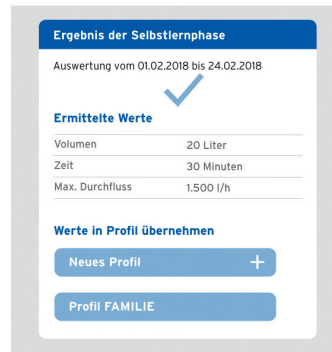 Ergebnis der Selbstlernphase
Auswertung vom 01.02.2018 bis 24.02.2018
Ermittelte Werte
Volumen 20 Liter
Zeit 30 Minuten
Max. Durchfluss 1.500 l/h
Werte in Profil übernehmen
Neues Profil +
Profil FAMILIE